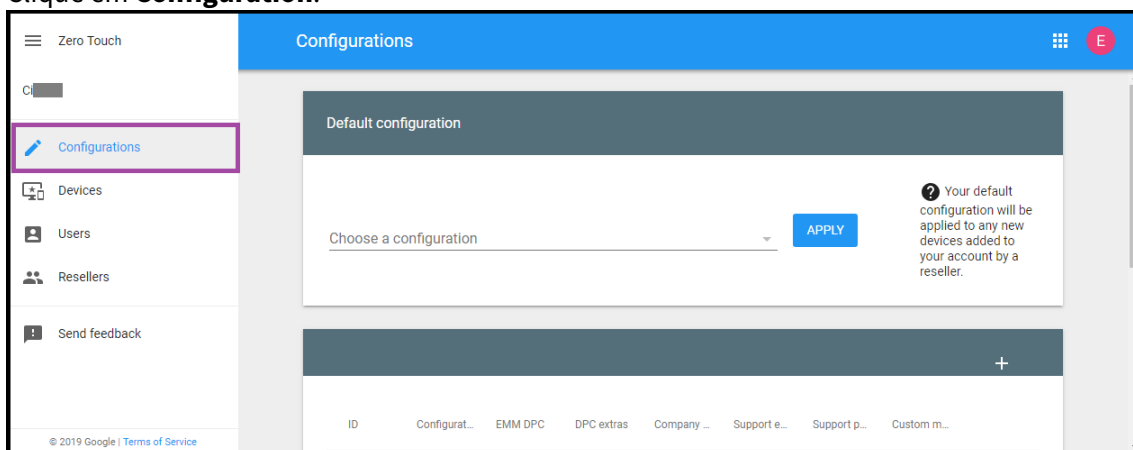 Clique em Configuration.
Zero Touch
Configurations
E
Ci
Configurations
Devices
Users
Resellers
Send feedback
© 2019 Google | Terms of Service
Default configuration
Choose a configuration
APPLY
Your default
configuration will be
applied to any new
devices added to
your account by a
reseller.
+
ID Configurat... EMM DPC DPC extras Company ... Support e... Support p... Custom m...